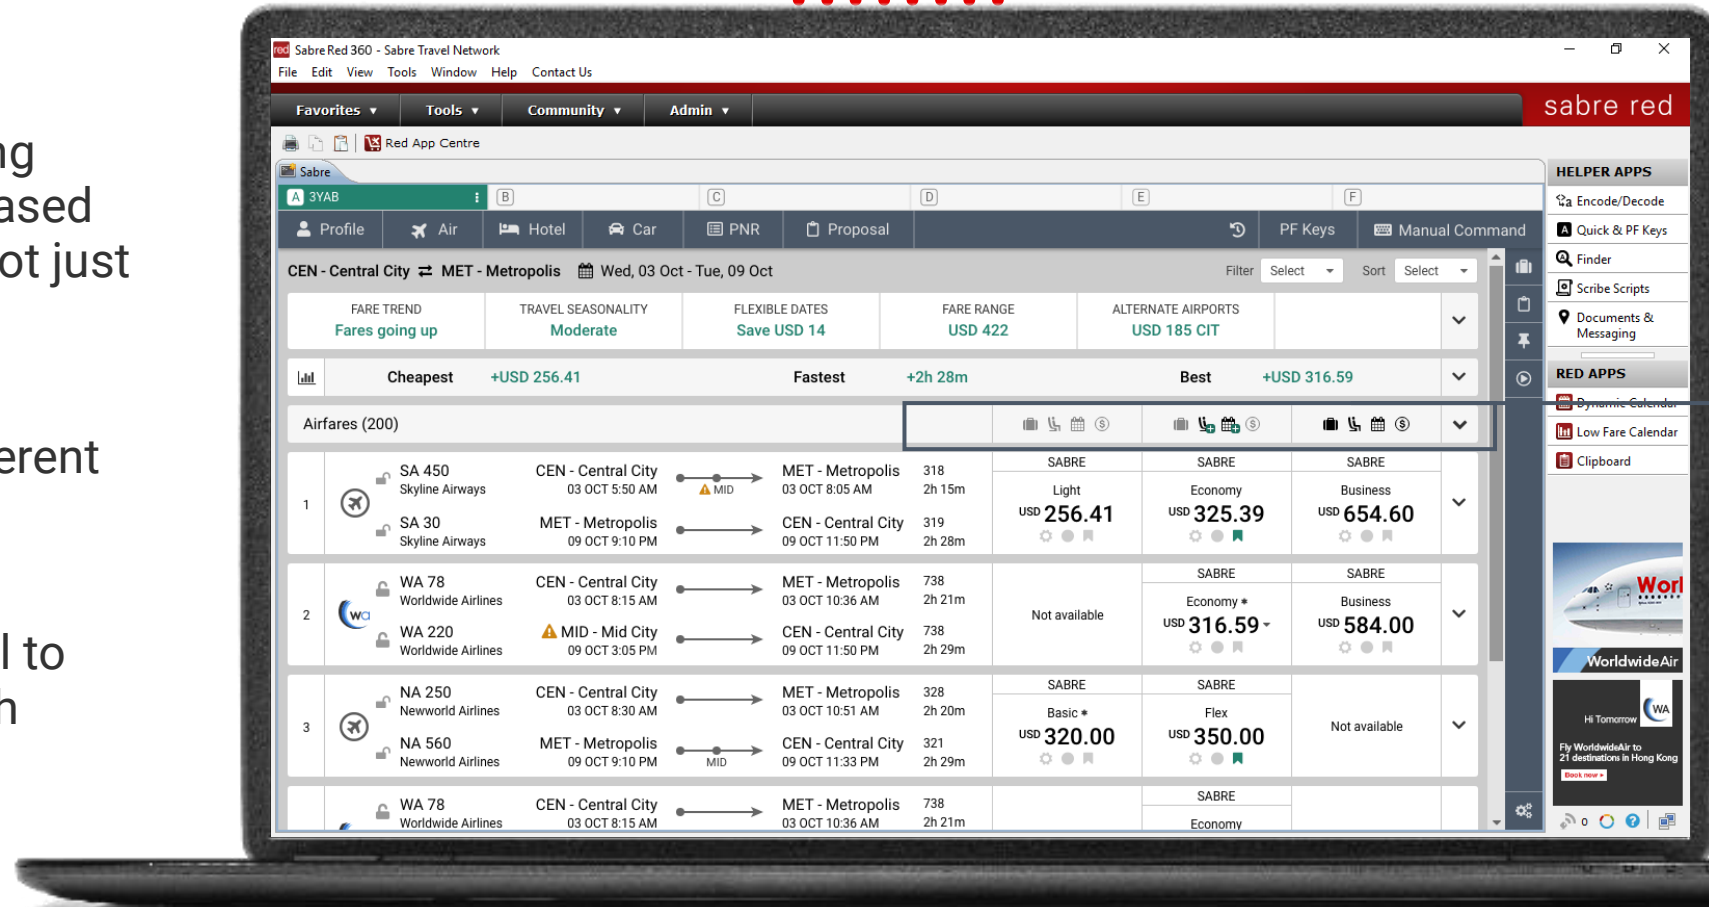 ng
ased
ot just
erent
l to
h
red Sabre Red 360 - Sabre Travel Network
File Edit View Tools Window Help Contact Us
Favorites Tools Community Admin
sabre red
Red App Centre
Sabre
A 3YAB B C D E F
Profile Air Hotel Car PNR Proposal PF Keys Manual Command
CEN - Central City MET - Metropolis Wed, 03 Oct - Tue, 09 Oct Filter Select Sort Select
FARE TREND TRAVEL SEASONALITY FLEXIBLE DATES FARE RANGE ALTERNATE AIRPORTS
Fares going up Moderate Save USD 14 USD 422 USD 185 CIT
Cheapest +USD 256.41 Fastest +2h 28m Best +USD 316.59
Airfares (200)
SABRE SABRE SABRE
1 SA 450 CEN - Central City MET - Metropolis 318
Skyline Airways 03 OCT 5:50 AM MID 03 OCT 8:05 AM 2h 15m
SA 30 MET - Metropolis CEN - Central City 319
Skyline Airways 09 OCT 9:10 PM 09 OCT 11:50 PM 2h 28m
Light Economy Business
USD 256.41 USD 325.39 USD 654.60
SABRE SABRE
2 wa WA 78 CEN - Central City MET - Metropolis 738
Worldwide Airlines 03 OCT 8:15 AM 03 OCT 10:36 AM 2h 21m
WA 220 MID - Mid City CEN - Central City 738
Worldwide Airlines 09 OCT 3:05 PM 09 OCT 11:50 PM 2h 29m
Not available Economy * Business
USD 316.59 USD 584.00
SABRE SABRE
3 NA 250 CEN - Central City MET - Metropolis 328
Newworld Airlines 03 OCT 8:30 AM 03 OCT 10:51 AM 2h 20m
NA 560 MET - Metropolis CEN - Central City 321
Newworld Airlines 09 OCT 9:10 PM MID 09 OCT 11:33 PM 2h 29m
Basic * Flex Not available
USD 320.00 USD 350.00
SABRE
WA 78 CEN - Central City MET - Metropolis 738
Worldwide Airlines 03 OCT 8:15 AM 03 OCT 10:36 AM 2h 21m
Economy
HELPER APPS
Encode/Decode
Quick & PF Keys
Finder
Scribe Scripts
Documents &
Messaging
RED APPS
Dynamic Calendar
Low Fare Calendar
Clipboard
Worl
WorldwideAir
WA
Hi Tomorrow
Fly WorldwideAir to
21 destinations in Hong Kong
Book now
0